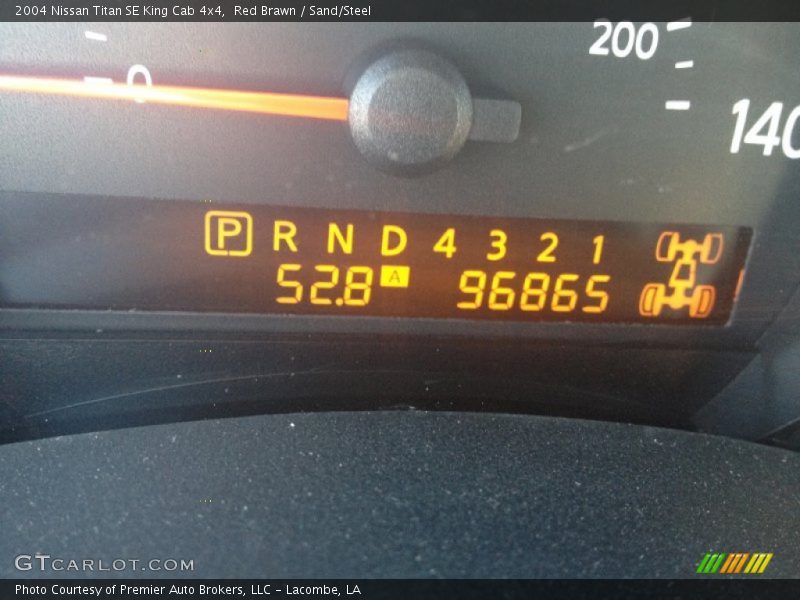 2004 Nissan Titan SE King Cab 4x4, Red Brawn / Sand/Steel
200
0
140
P R N D 4 3 2 1
52.8 A 96865
GTCARLOT.COM
Photo Courtesy of Premier Auto Brokers, LLC - Lacombe, LA